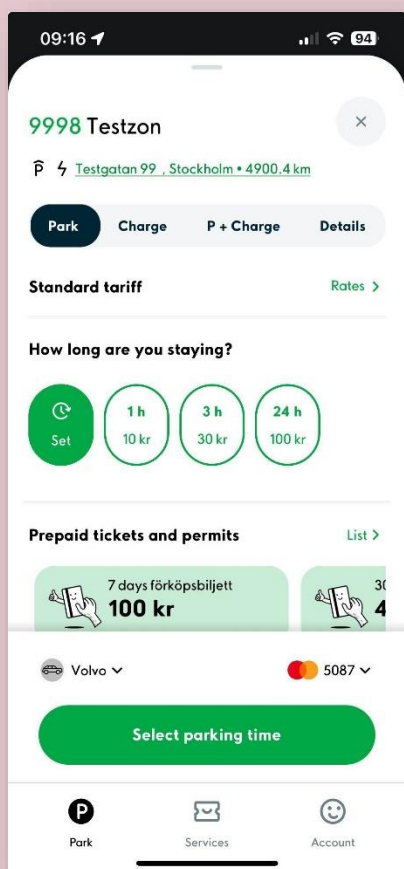 09:16 94
9998 Testzon
Testgatan 99 , Stockholm • 4900.4 km
Park Charge P + Charge Details
Standard tariff Rates >
How long are you staying?
Set
1 h
10 kr
3 h
30 kr
24 h
100 kr
Prepaid tickets and permits List >
7 days förköpsbiljett
100 kr
30
4
Volvo 5087
Select parking time
P
Park Services Account